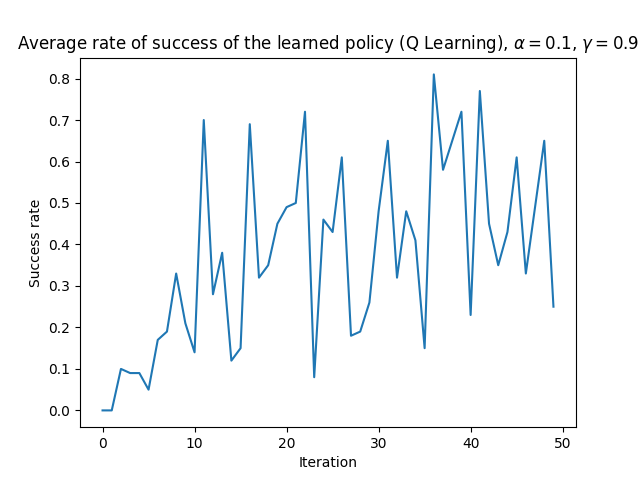 Average rate of success of the learned policy (Q Learning), α = 0.1, γ = 0.9
0.8
0.7
0.6
0.5
0.4
0.3
0.2
0.1
0.0
Success rate
0 10 20 30 40 50
Iteration